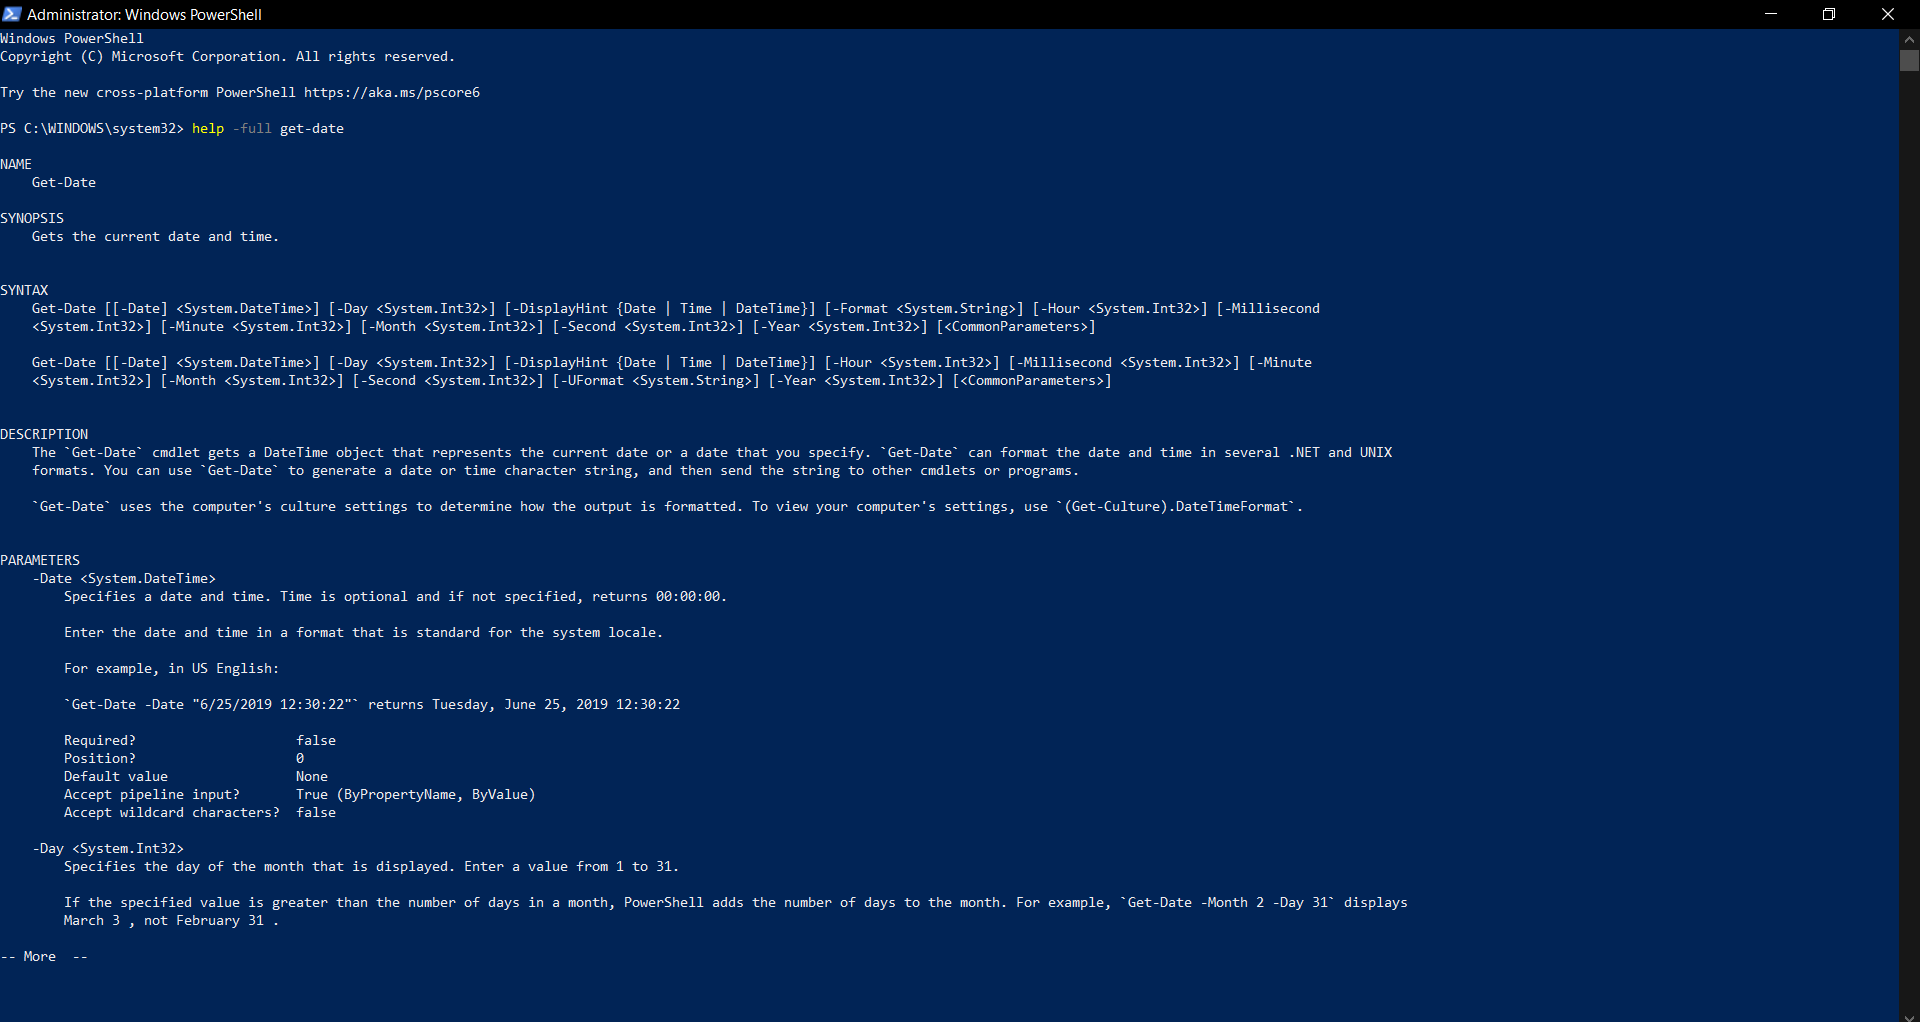 Administrator: Windows PowerShell
Windows PowerShell
Copyright (C) Microsoft Corporation. All rights reserved.
Try the new cross-platform PowerShell https://aka.ms/pscore6
PS C:\WINDOWS\system32> help -full get-date
NAME
    Get-Date
SYNOPSIS
    Gets the current date and time.
SYNTAX
    Get-Date [[-Date] <System.DateTime>] [-Day <System.Int32>] [-DisplayHint {Date | Time | DateTime}] [-Format <System.String>] [-Hour <System.Int32>] [-Millisecond
    <System.Int32>] [-Minute <System.Int32>] [-Month <System.Int32>] [-Second <System.Int32>] [-Year <System.Int32>] [<CommonParameters>]
    Get-Date [[-Date] <System.DateTime>] [-Day <System.Int32>] [-DisplayHint {Date | Time | DateTime}] [-Hour <System.Int32>] [-Millisecond <System.Int32>] [-Minute
    <System.Int32>] [-Month <System.Int32>] [-Second <System.Int32>] [-UFormat <System.String>] [-Year <System.Int32>] [<CommonParameters>]
DESCRIPTION
    The `Get-Date` cmdlet gets a DateTime object that represents the current date or a date that you specify. `Get-Date` can format the date and time in several .NET and UNIX
    formats. You can use `Get-Date` to generate a date or time character string, and then send the string to other cmdlets or programs.
    `Get-Date` uses the computer's culture settings to determine how the output is formatted. To view your computer's settings, use `(Get-Culture).DateTimeFormat`.
PARAMETERS
    -Date <System.DateTime>
        Specifies a date and time. Time is optional and if not specified, returns 00:00:00.
        Enter the date and time in a format that is standard for the system locale.
        For example, in US English:
        `Get-Date -Date "6/25/2019 12:30:22"` returns Tuesday, June 25, 2019 12:30:22
        Required?                    false
        Position?                    0
        Default value                None
        Accept pipeline input?       True (ByPropertyName, ByValue)
        Accept wildcard characters?  false
    -Day <System.Int32>
        Specifies the day of the month that is displayed. Enter a value from 1 to 31.
        If the specified value is greater than the number of days in a month, PowerShell adds the number of days to the month. For example, `Get-Date -Month 2 -Day 31` displays
        March 3 , not February 31 .
-- More  --